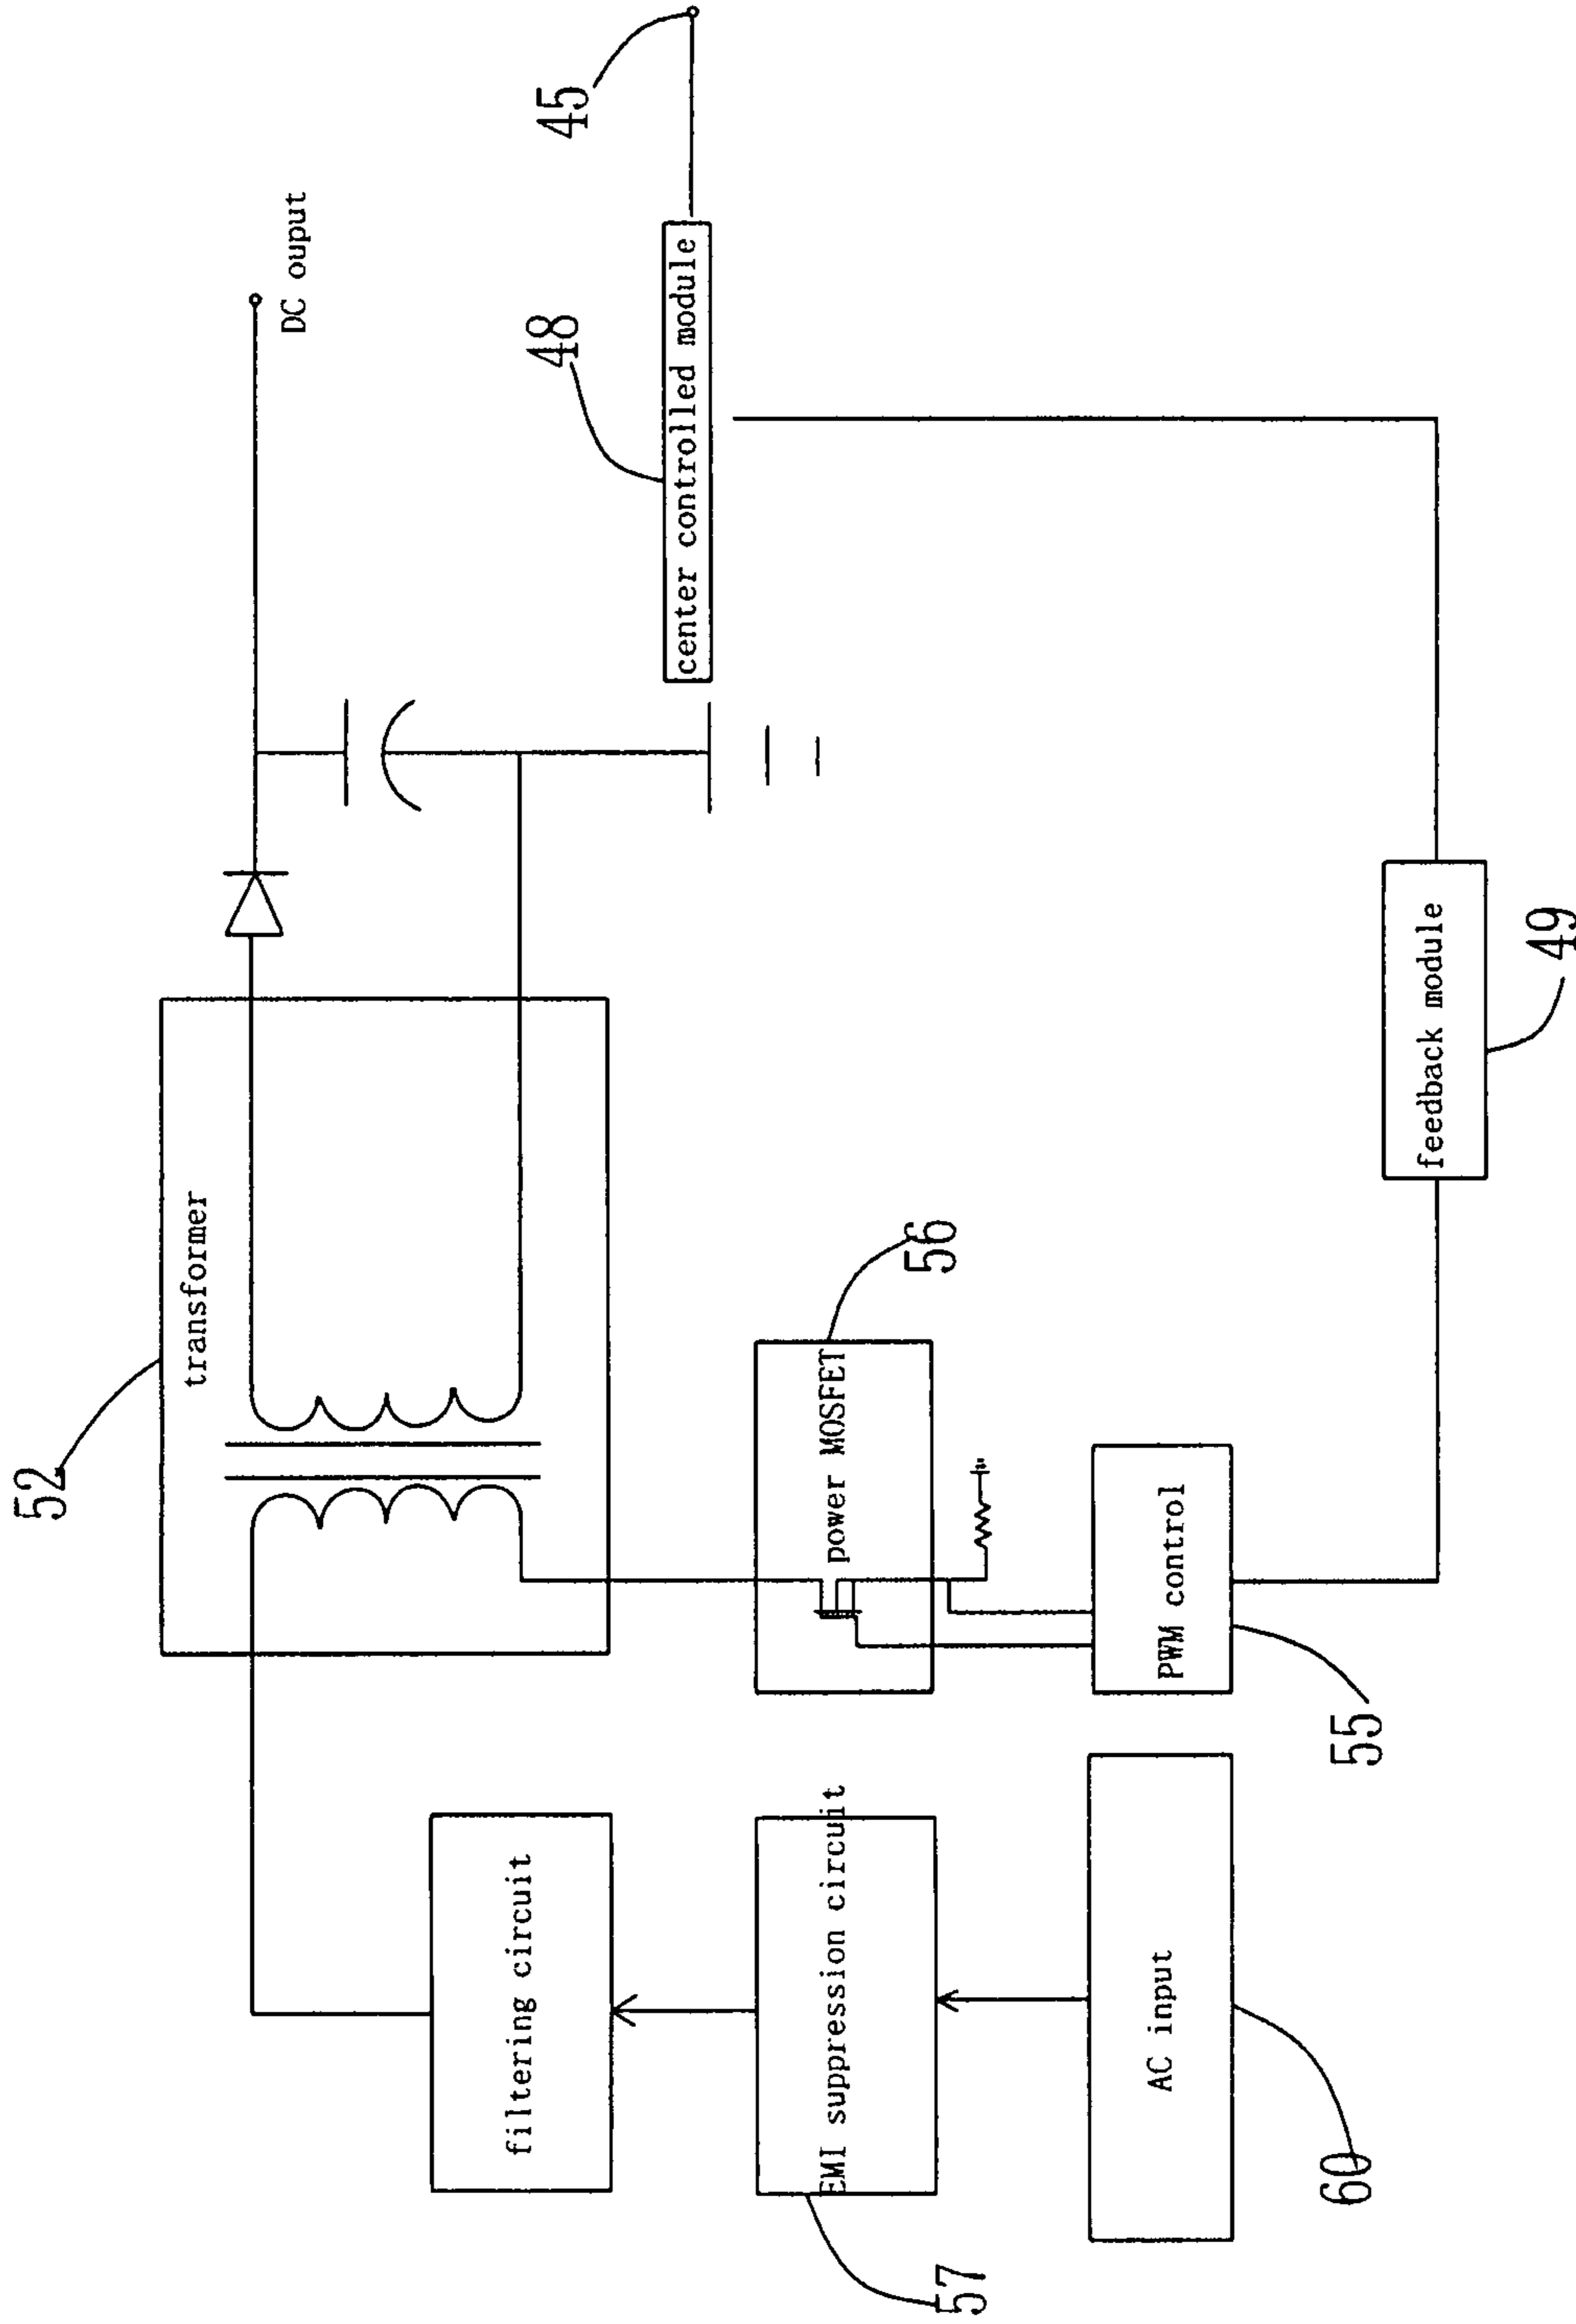 52
transformer
DC ouput
45
48
center controlled module
filtering circuit
power MOSFET
56
EMI suppression circuit
57
PWM control
55
AC input
60
feedback module
49